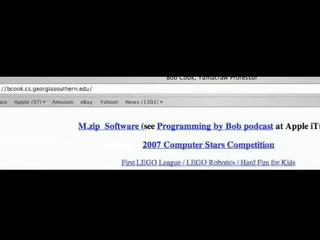 Bob Cook, Yamacraw Professor
://bcook.cs.georgiasouthern.edu/
Apple (97)▾ Amazon eBay Yahoo! News (1303)▾
M.zip Software (see Programming by Bob podcast at Apple iT
2007 Computer Stars Competition
First LEGO League / LEGO Robotics / Hard Fun for Kids